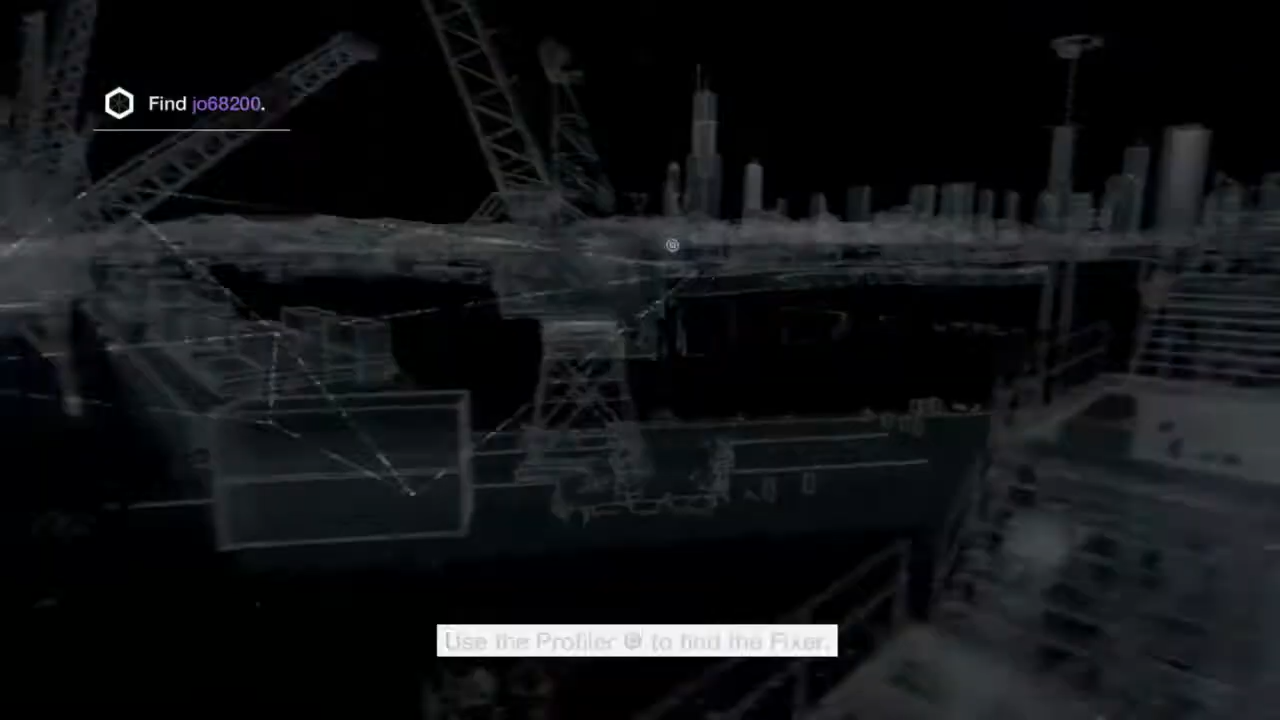 Find jo68200.
Use the Profiler to find the Fixer.